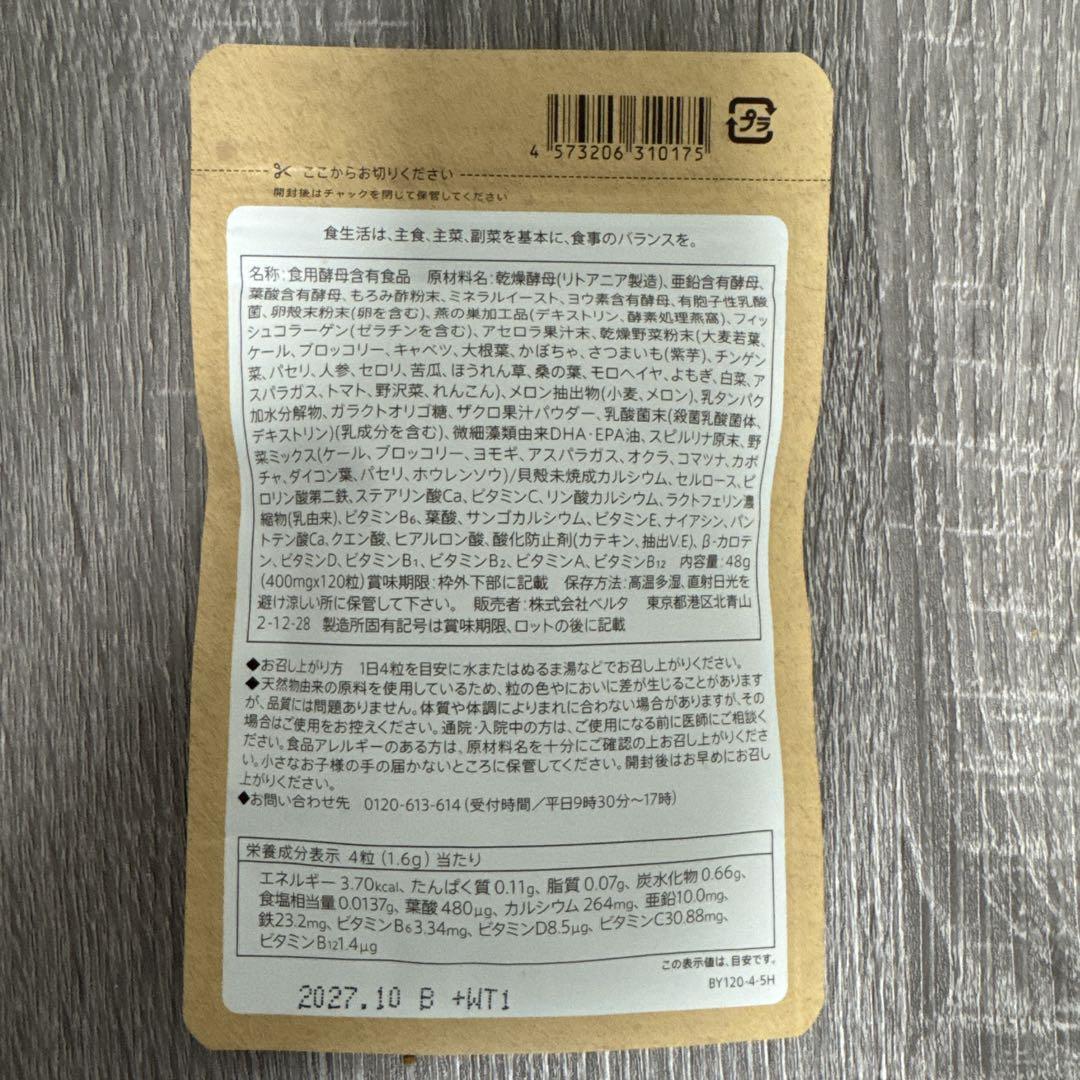 プラ
4 573206 310175
ここからお切りください
開封後はチャックを閉じて保管してください
食生活は、主食、主菜、副菜を基本に、食事のバランスを。
名称:食用酵母含有食品 原材料名:乾燥酵母(リトアニア製造)、亜鉛含有酵母、
葉酸含有酵母、もろみ酢粉末、ミネラルイースト、ヨウ素含有酵母、有胞子性乳酸
菌、卵殻末粉末(卵を含む)、燕の巣加工品(デキストリン、酵素処理燕窩)、フィッ
シュコラーゲン(ゼラチンを含む)、アセロラ果汁末、乾燥野菜粉末(大麦若葉、
ケール、ブロッコリー、キャベツ、大根葉、かぼちゃ、さつまいも(紫芋)、チンゲン
菜、パセリ、人参、セロリ、苦瓜、ほうれん草、桑の葉、モロヘイヤ、よもぎ、白菜、ア
スパラガス、トマト、野沢菜、れんこん)、メロン抽出物(小麦、メロン)、乳タンパク
加水分解物、ガラクトオリゴ糖、ザクロ果汁パウダー、乳酸菌末(殺菌乳酸菌体、
デキストリン)(乳成分を含む)、微細藻類由来DHA・EPA油、スピルリナ原末、野
菜ミックス(ケール、ブロッコリー、ヨモギ、アスパラガス、オクラ、コマツナ、カボ
チャ、ダイコン葉、パセリ、ホウレンソウ)/貝殻未焼成カルシウム、セルロース、ピ
ロリン酸第二鉄、ステアリン酸Ca、ビタミンC、リン酸カルシウム、ラクトフェリン濃
縮物(乳由来)、ビタミンB6、葉酸、サンゴカルシウム、ビタミンE、ナイアシン、パン
トテン酸Ca、クエン酸、ヒアルロン酸、酸化防止剤(カテキン、抽出V.E)、β-カロテ
ン、ビタミンD、ビタミンB1、ビタミンB2、ビタミンA、ビタミンB12 内容量:48g
(400mgx120粒)賞味期限:枠外下部に記載 保存方法:高温多湿、直射日光を
避け涼しい所に保管して下さい。 販売者:株式会社ベルタ 東京都港区北青山
2-12-28 製造所固有記号は賞味期限、ロットの後に記載
◆お召し上がり方 1日4粒を目安に水またはぬるま湯などでお召し上がりください。
◆天然物由来の原料を使用しているため、粒の色やにおいに差が生じることがあります
が、品質には問題ありません。体質や体調によりまれに合わない場合がありますが、その
場合はご使用をお控えください。通院・入院中の方は、ご使用になる前に医師にご相談く
ださい。食品アレルギーのある方は、原材料名を十分にご確認の上お召し上がりくださ
い。小さなお子様の手の届かないところに保管してください。開封後はお早めにお召し
上がりください。
◆お問い合わせ先 0120-613-614(受付時間/平日9時30分~17時)
栄養成分表示 4粒(1.6g)当たり
エネルギー3.70kcal、たんぱく質0.11g、脂質0.07g、炭水化物0.66g、
食塩相当量0.0137g、葉酸480μg、カルシウム264mg、亜鉛10.0mg、
鉄23.2mg、ビタミンB6 3.34mg、ビタミンD8.5μg、ビタミンC30.88mg、
ビタミンB12 1.4μg
この表示値は、目安です。
BY120-4-5H
2027.10 B +WT1